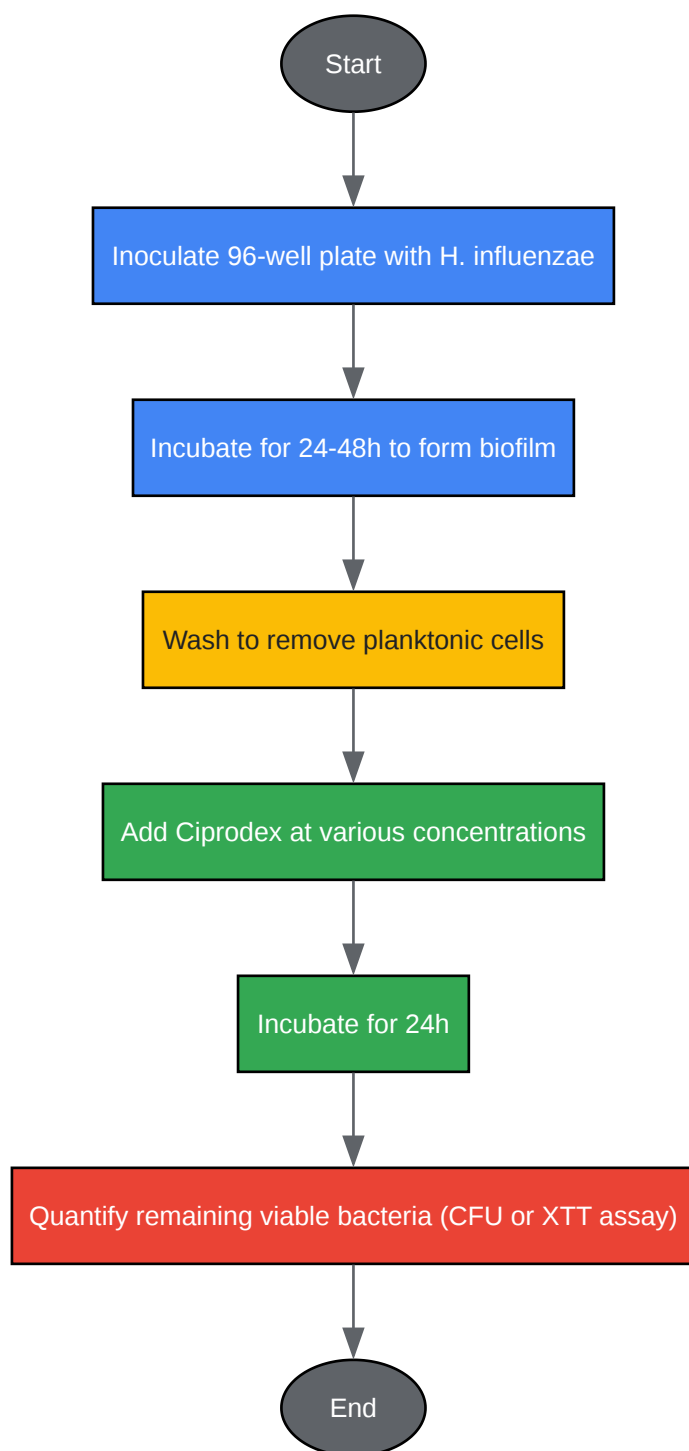 Start
Inoculate 96-well plate with H. influenzae
Incubate for 24-48h to form biofilm
Wash to remove planktonic cells
Add Ciprodex at various concentrations
Incubate for 24h
Quantify remaining viable bacteria (CFU or XTT assay)
End